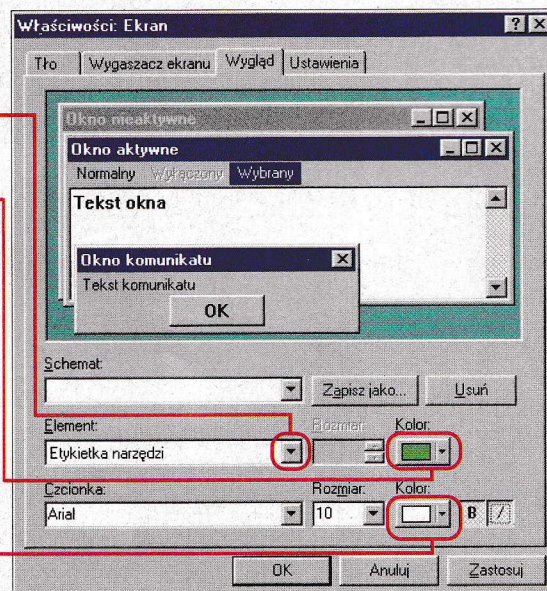 Właściwości: Ekran
Tło Wygaszacz ekranu Wygląd Ustawienia
Okno nieaktywne
Okno aktywne
Normalny Wyłączony Wybrany
Tekst okna
Okno komunikatu
Tekst komunikatu
OK
Schemat:
Zapisz jako... Usuń
Element: Rozmiar: Kolor:
Etykietka narzędzi
Czcionka: Rozmiar: Kolor:
Arial 10 B /
OK Anuluj Zastosuj